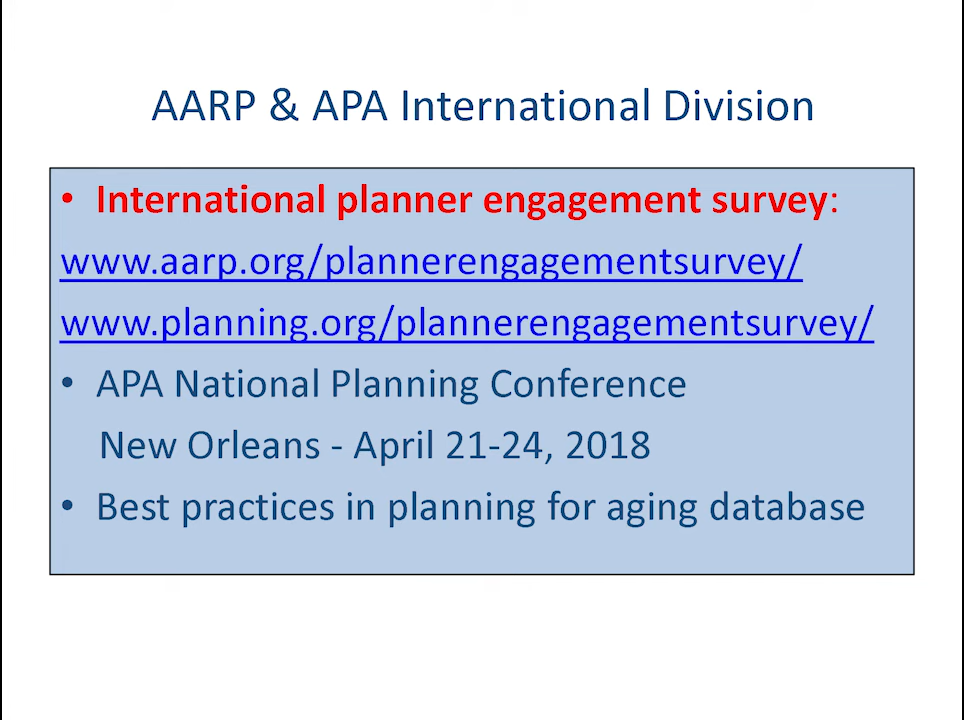 AARP & APA International Division
• International planner engagement survey:
www.aarp.org/plannerengagementsurvey/
www.planning.org/plannerengagementsurvey/
• APA National Planning Conference
New Orleans - April 21-24, 2018
• Best practices in planning for aging database